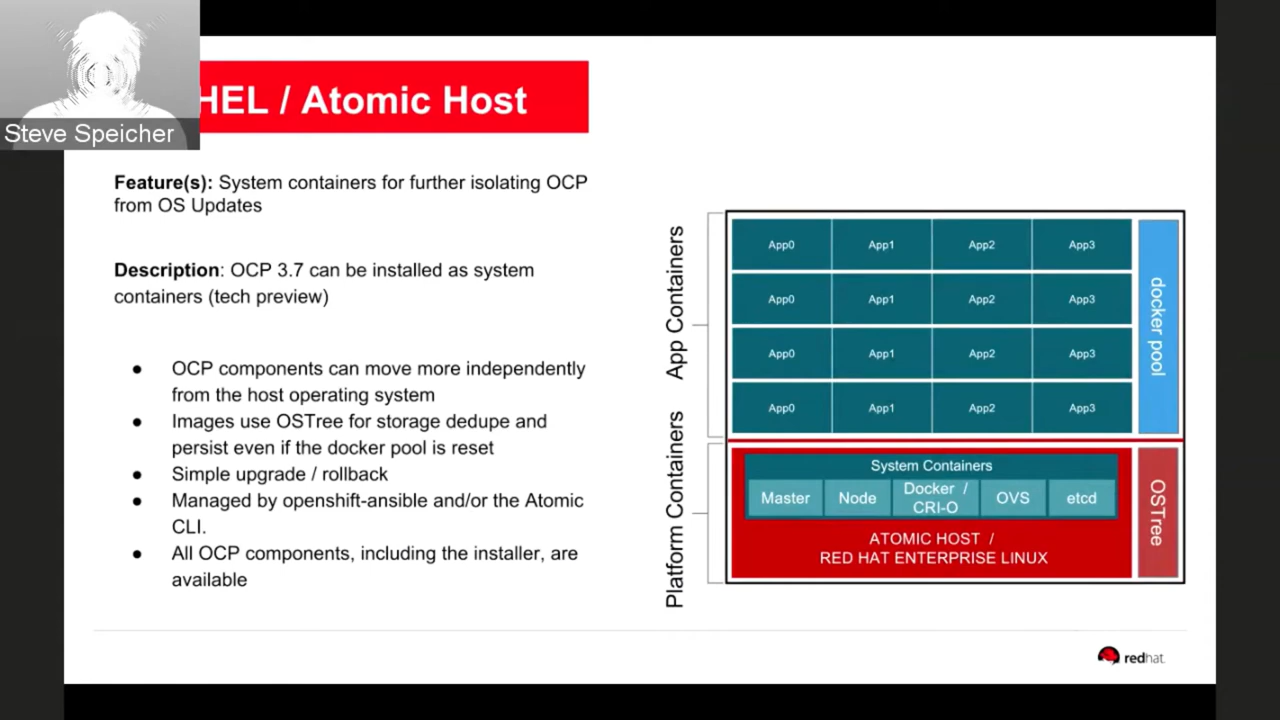 Steve Speicher
HEL / Atomic Host
Feature(s): System containers for further isolating OCP
from OS Updates
Description: OCP 3.7 can be installed as system
containers (tech preview)
● OCP components can move more independently
from the host operating system
● Images use OSTree for storage dedupe and
persist even if the docker pool is reset
● Simple upgrade / rollback
● Managed by openshift-ansible and/or the Atomic
CLI.
● All OCP components, including the installer, are
available
App Containers
App0 App1 App2 App3
App0 App1 App2 App3
App0 App1 App2 App3
App0 App1 App2 App3
docker pool
Platform Containers
System Containers
Master Node Docker / CRI-O OVS etcd
ATOMIC HOST /
RED HAT ENTERPRISE LINUX
OSTree
redhat.